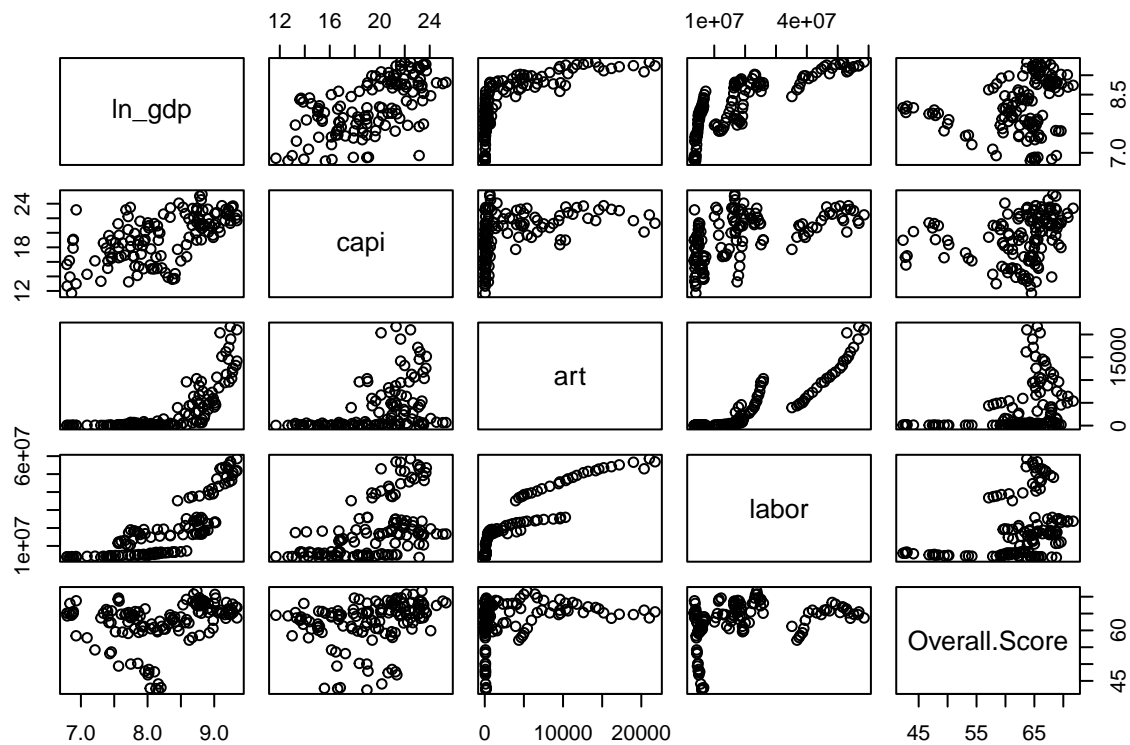 12 16 20 24
1e+07 4e+07
ln_gdp
7.0 8.5
12 18 24
capi
art
0 15000
1e+07 6e+07
labor
Overall.Score
45 60
7.0 8.0 9.0
0 10000 20000
45 55 65